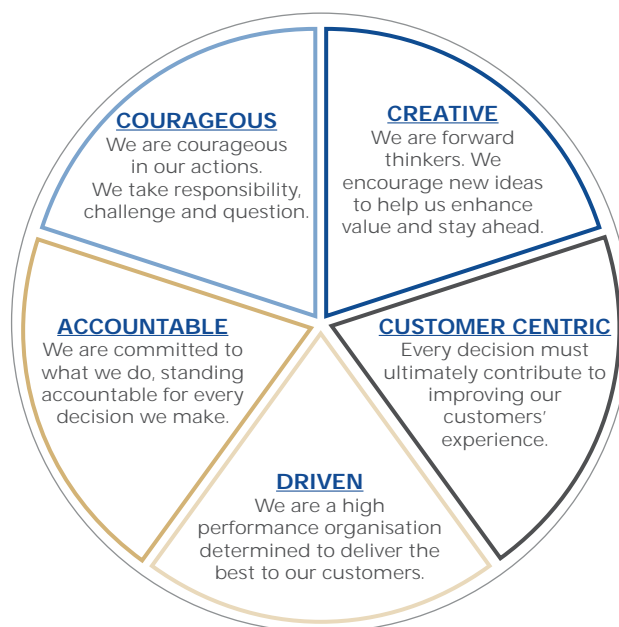 COURAGEOUS
We are courageous
in our actions.
We take responsibility,
challenge and question.
CREATIVE
We are forward
thinkers. We
encourage new ideas
to help us enhance
value and stay ahead.
ACCOUNTABLE
We are committed to
what we do, standing
accountable for every
decision we make.
CUSTOMER CENTRIC
Every decision must
ultimately contribute to
improving our
customers’
experience.
DRIVEN
We are a high
performance organisation
determined to deliver the
best to our customers.